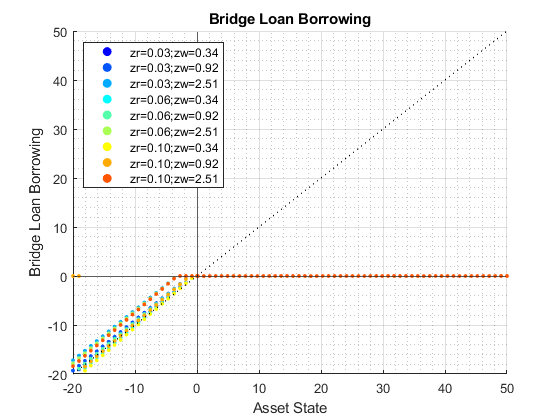 Bridge Loan Borrowing
zr=0.03;zw=0.34
zr=0.03;zw=0.92
zr=0.03;zw=2.51
zr=0.06;zw=0.34
zr=0.06;zw=0.92
zr=0.06;zw=2.51
zr=0.10;zw=0.34
zr=0.10;zw=0.92
zr=0.10;zw=2.51
Bridge Loan Borrowing
50
40
30
20
10
0
-10
-20
-20 -10 0 10 20 30 40 50
Asset State